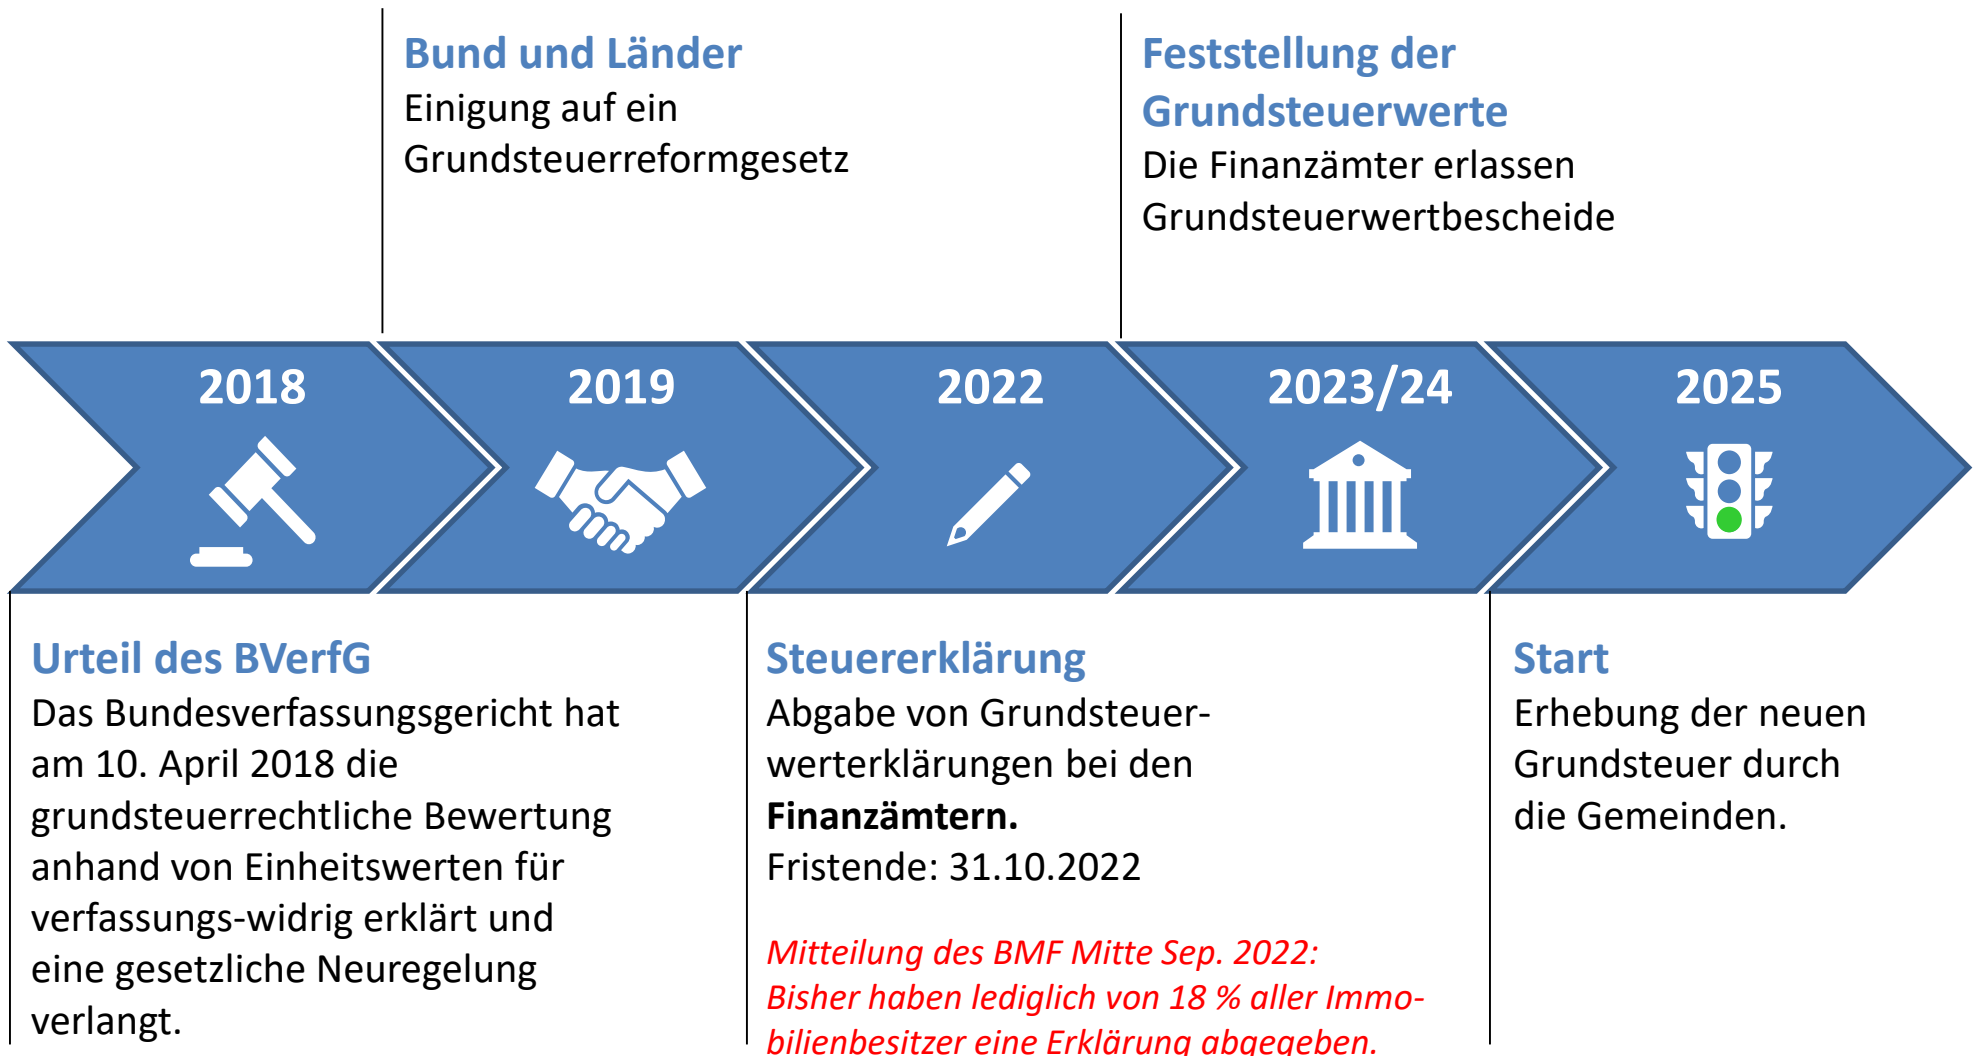 Bund und Länder
Einigung auf ein
Grundsteuerreformgesetz
Feststellung der
Grundsteuerwerte
Die Finanzämter erlassen
Grundsteuerwertbescheide
2018
2019
2022
2023/24
2025
Urteil des BVerfG
Das Bundesverfassungsgericht hat
am 10. April 2018 die
grundsteuerrechtliche Bewertung
anhand von Einheitswerten für
verfassungs-widrig erklärt und
eine gesetzliche Neuregelung
verlangt.
Steuererklärung
Abgabe von Grundsteuer-
werterklärungen bei den
Finanzämtern.
Fristende: 31.10.2022
Mitteilung des BMF Mitte Sep. 2022:
Bisher haben lediglich von 18 % aller Immo-
bilienbesitzer eine Erklärung abgegeben.
Start
Erhebung der neuen
Grundsteuer durch
die Gemeinden.